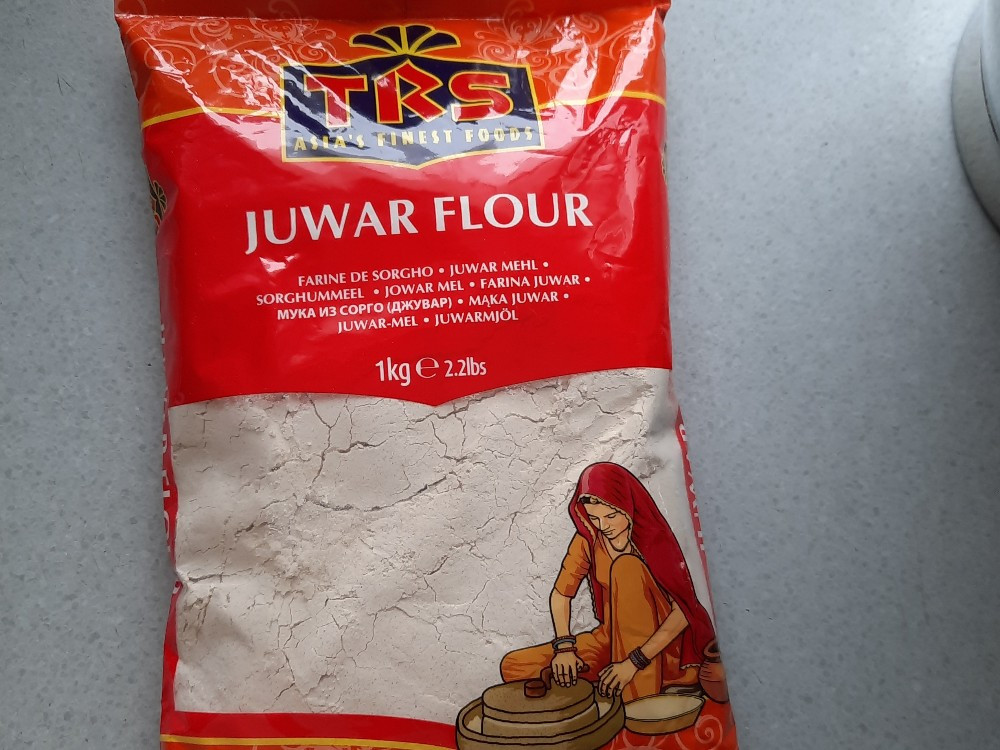 TRS
ASIA'S FINEST FOODS
JUWAR FLOUR
FARINE DE SORGHO • JUWAR MEHL •
SORGHUMMEEL • JOWAR MEL • FARINA JUWAR •
МУКА ИЗ СОРГО (ДЖУВАР) • MĄKA JUWAR •
JUWAR-MEL • JUWARMJÖL
1kg ℮ 2.2lbs